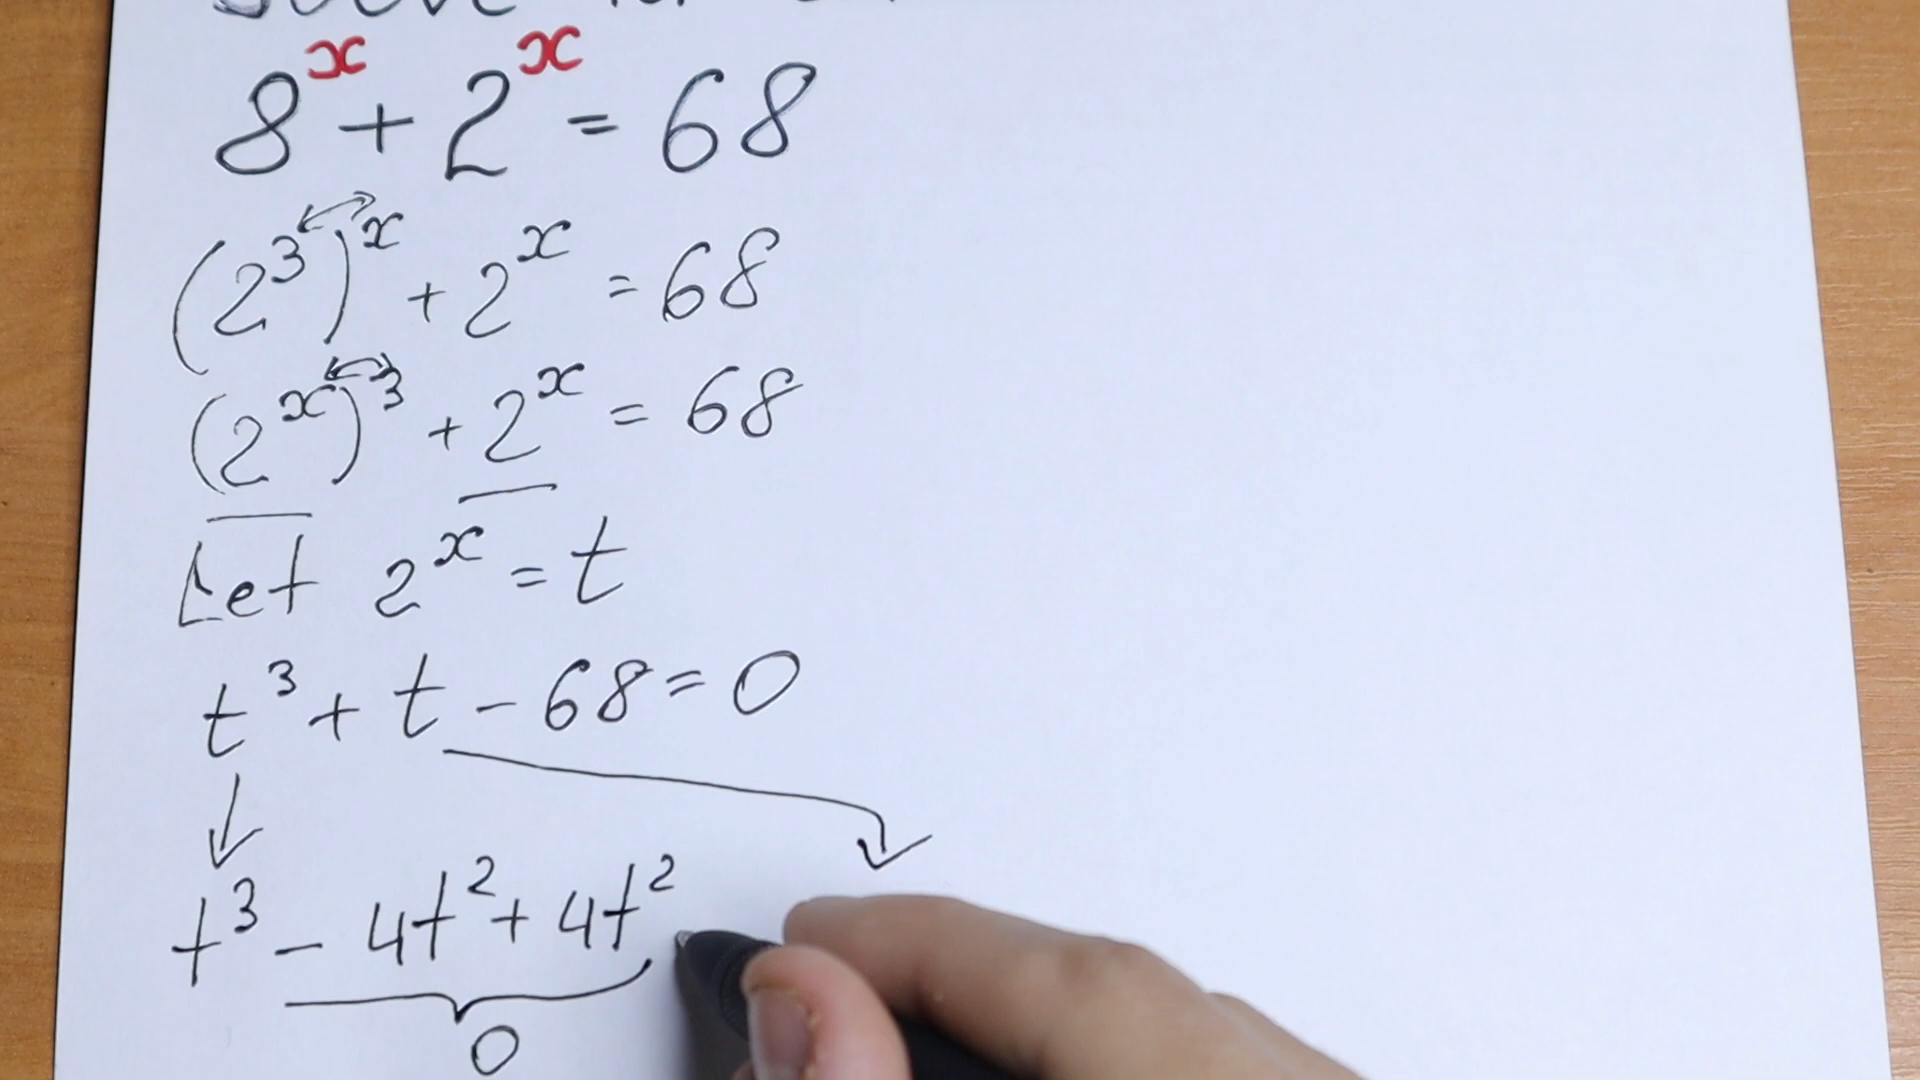 8^x + 2^x = 68
(2^3)^x + 2^x = 68
(2^x)^3 + 2^x = 68
Let 2^x = t
t^3 + t - 68 = 0
t^3 - 4t^2 + 4t^2
0